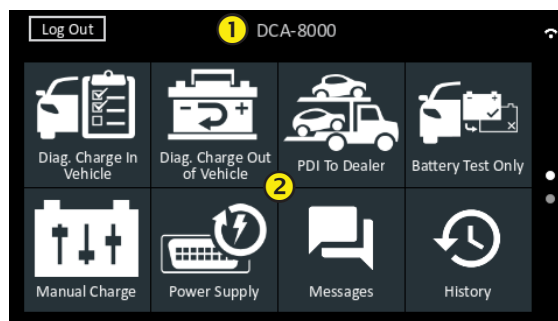 Log Out
1
DCA-8000
Diag. Charge In
Vehicle
Diag. Charge Out
of Vehicle
PDI To Dealer
Battery Test Only
2
Manual Charge
Power Supply
Messages
History